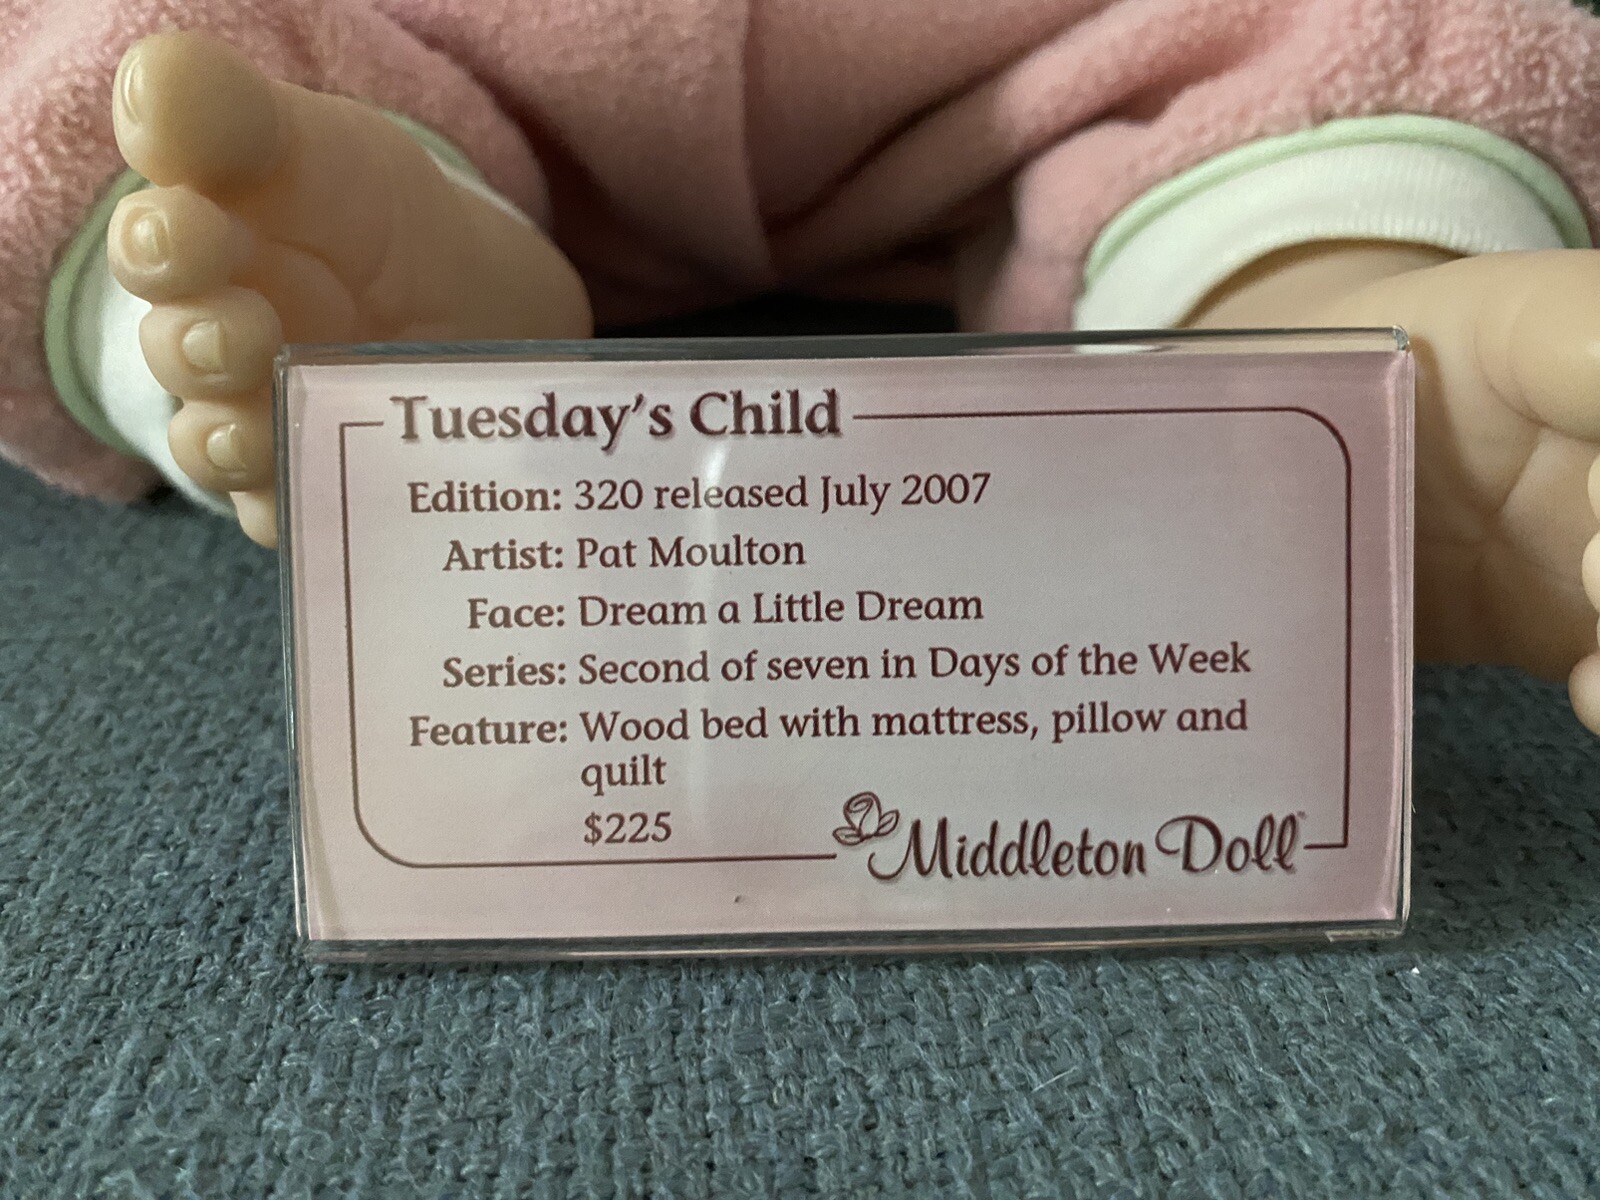 Tuesday's Child
Edition: 320 released July 2007
Artist: Pat Moulton
Face: Dream a Little Dream
Series: Second of seven in Days of the Week
Feature: Wood bed with mattress, pillow and
quilt
$225
Middleton Doll™